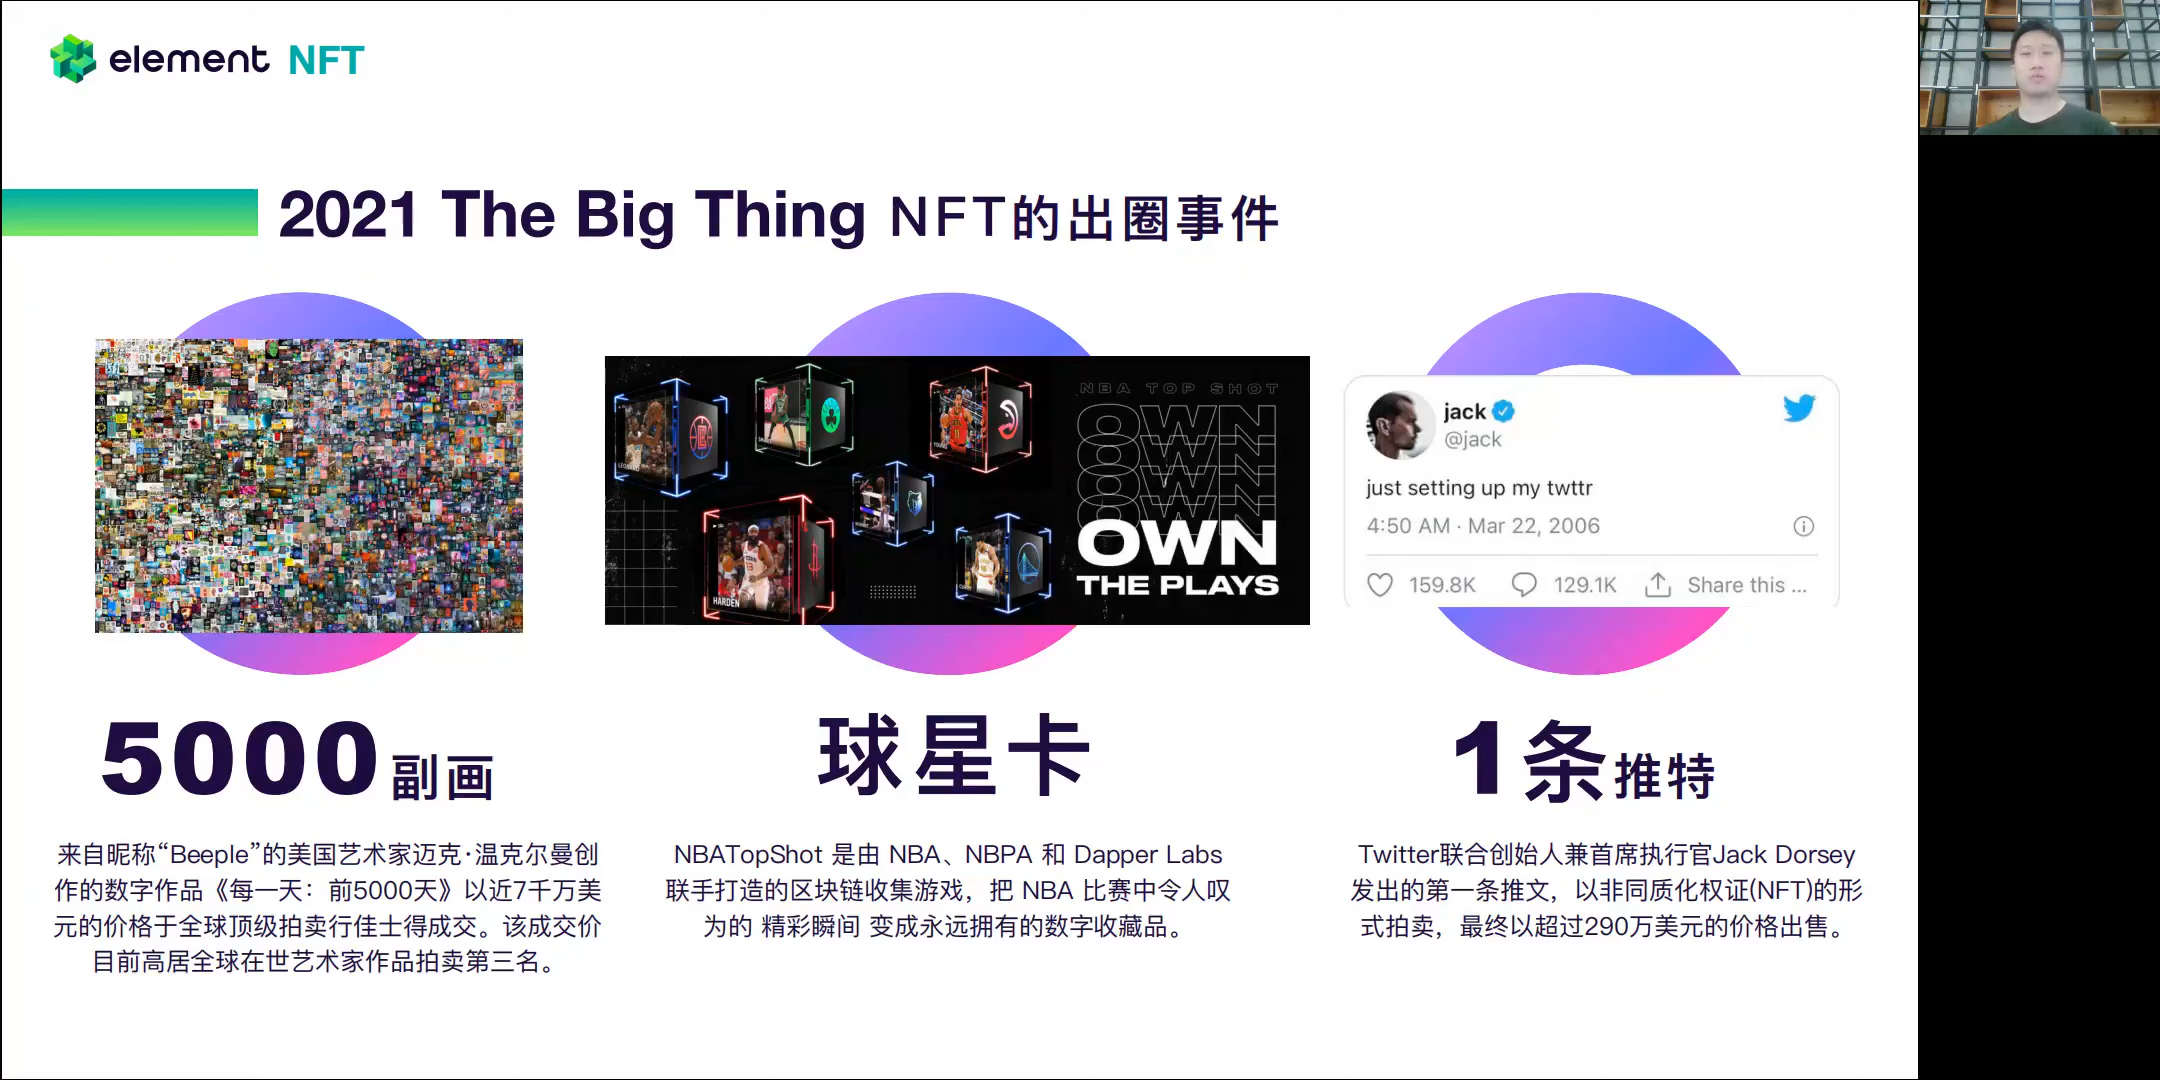 element NFT
2021 The Big Thing NFT的出圈事件
NBA TOP SHOT
OWN
OWN
OWN
OWN
OWN
THE PLAYS
HARDEN
jack
@jack
just setting up my twttr
4:50 AM · Mar 22, 2006
159.8K 129.1K Share this ...
5000副画
球星卡
1条推特
来自昵称“Beeple”的美国艺术家迈克·温克尔曼创
作的数字作品《每一天：前5000天》以近7千万美
元的价格于全球顶级拍卖行佳士得成交。该成交价
目前高居全球在世艺术家作品拍卖第三名。
NBATopShot 是由 NBA、NBPA 和 Dapper Labs
联手打造的区块链收集游戏，把 NBA 比赛中令人叹
为的 精彩瞬间 变成永远拥有的数字收藏品。
Twitter联合创始人兼首席执行官Jack Dorsey
发出的第一条推文，以非同质化权证(NFT)的形
式拍卖，最终以超过290万美元的价格出售。